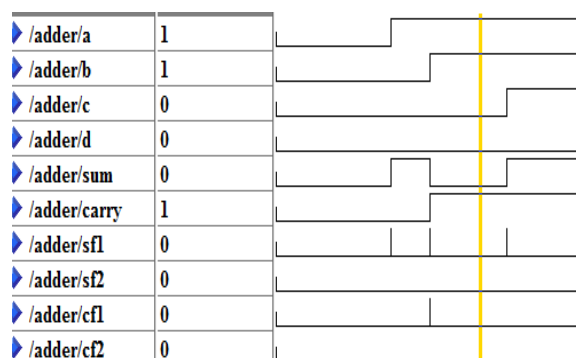 /adder/a 1
/adder/b 1
/adder/c 0
/adder/d 0
/adder/sum 0
/adder/carry 1
/adder/sf1 0
/adder/sf2 0
/adder/cf1 0
/adder/cf2 0